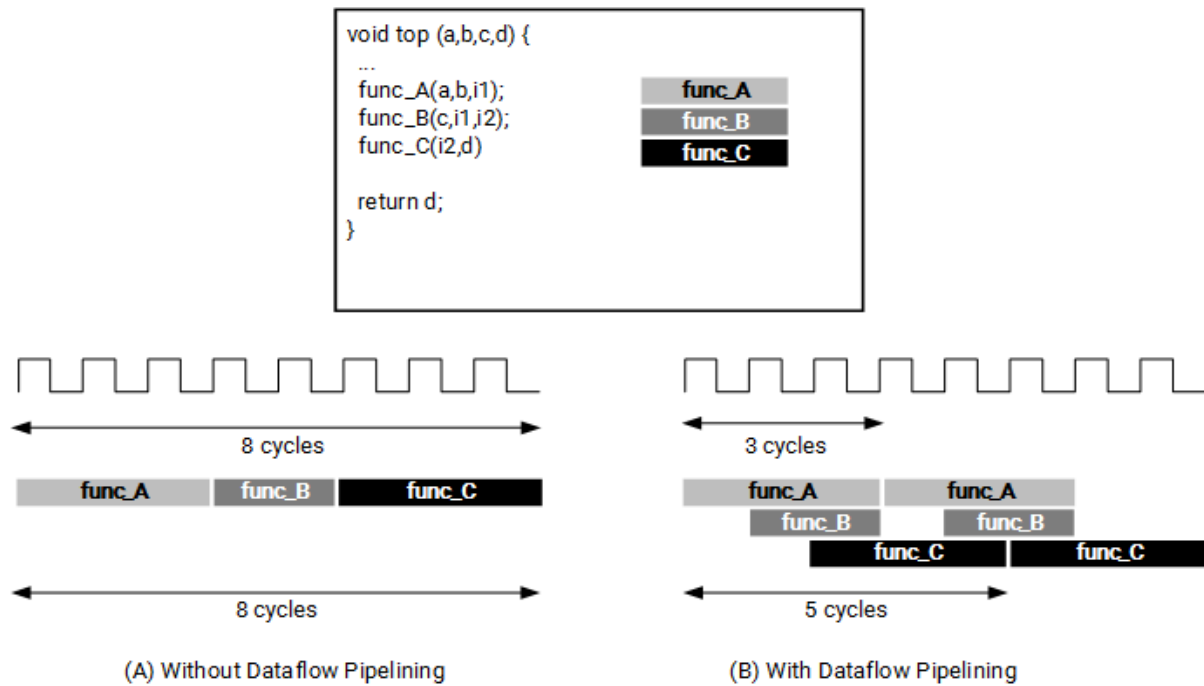 void top (a,b,c,d) {
...
func_A(a,b,i1);
func_B(c,i1,i2);
func_C(i2,d)
return d;
}
func_A
func_B
func_C
8 cycles
func_A func_B func_C
8 cycles
(A) Without Dataflow Pipelining
3 cycles
func_A func_A
func_B func_B
func_C func_C
5 cycles
(B) With Dataflow Pipelining